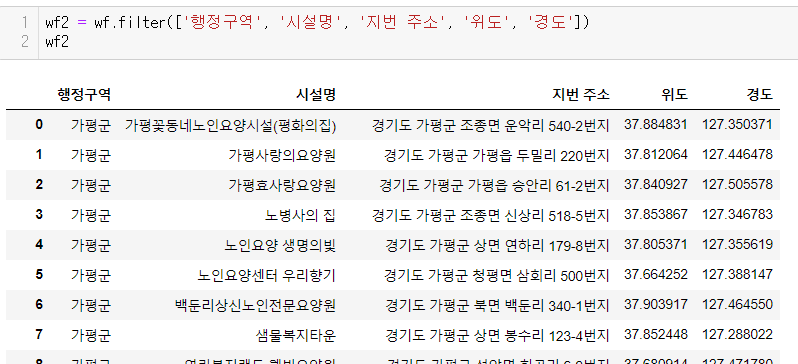 1 wf2 = wf.filter(['행정구역', '시설명', '지번 주소', '위도', '경도'])
2 wf2
행정구역 시설명 지번 주소 위도 경도
0 가평군 가평꽃동네노인요양시설(평화의집) 경기도 가평군 조종면 운악리 540-2번지 37.884831 127.350371
1 가평군 가평사랑의요양원 경기도 가평군 가평읍 두밀리 220번지 37.812064 127.446478
2 가평군 가평효사랑요양원 경기도 가평군 가평읍 승안리 61-2번지 37.840927 127.505578
3 가평군 노병사의 집 경기도 가평군 조종면 신상리 518-5번지 37.853867 127.346783
4 가평군 노인요양 생명의빛 경기도 가평군 상면 연하리 179-8번지 37.805371 127.355619
5 가평군 노인요양센터 우리향기 경기도 가평군 청평면 삼회리 500번지 37.664252 127.388147
6 가평군 백둔리상신노인전문요양원 경기도 가평군 북면 백둔리 340-1번지 37.903917 127.464550
7 가평군 샘물복지타운 경기도 가평군 상면 봉수리 123-4번지 37.852448 127.288022
8 가평군 경기도 가평군